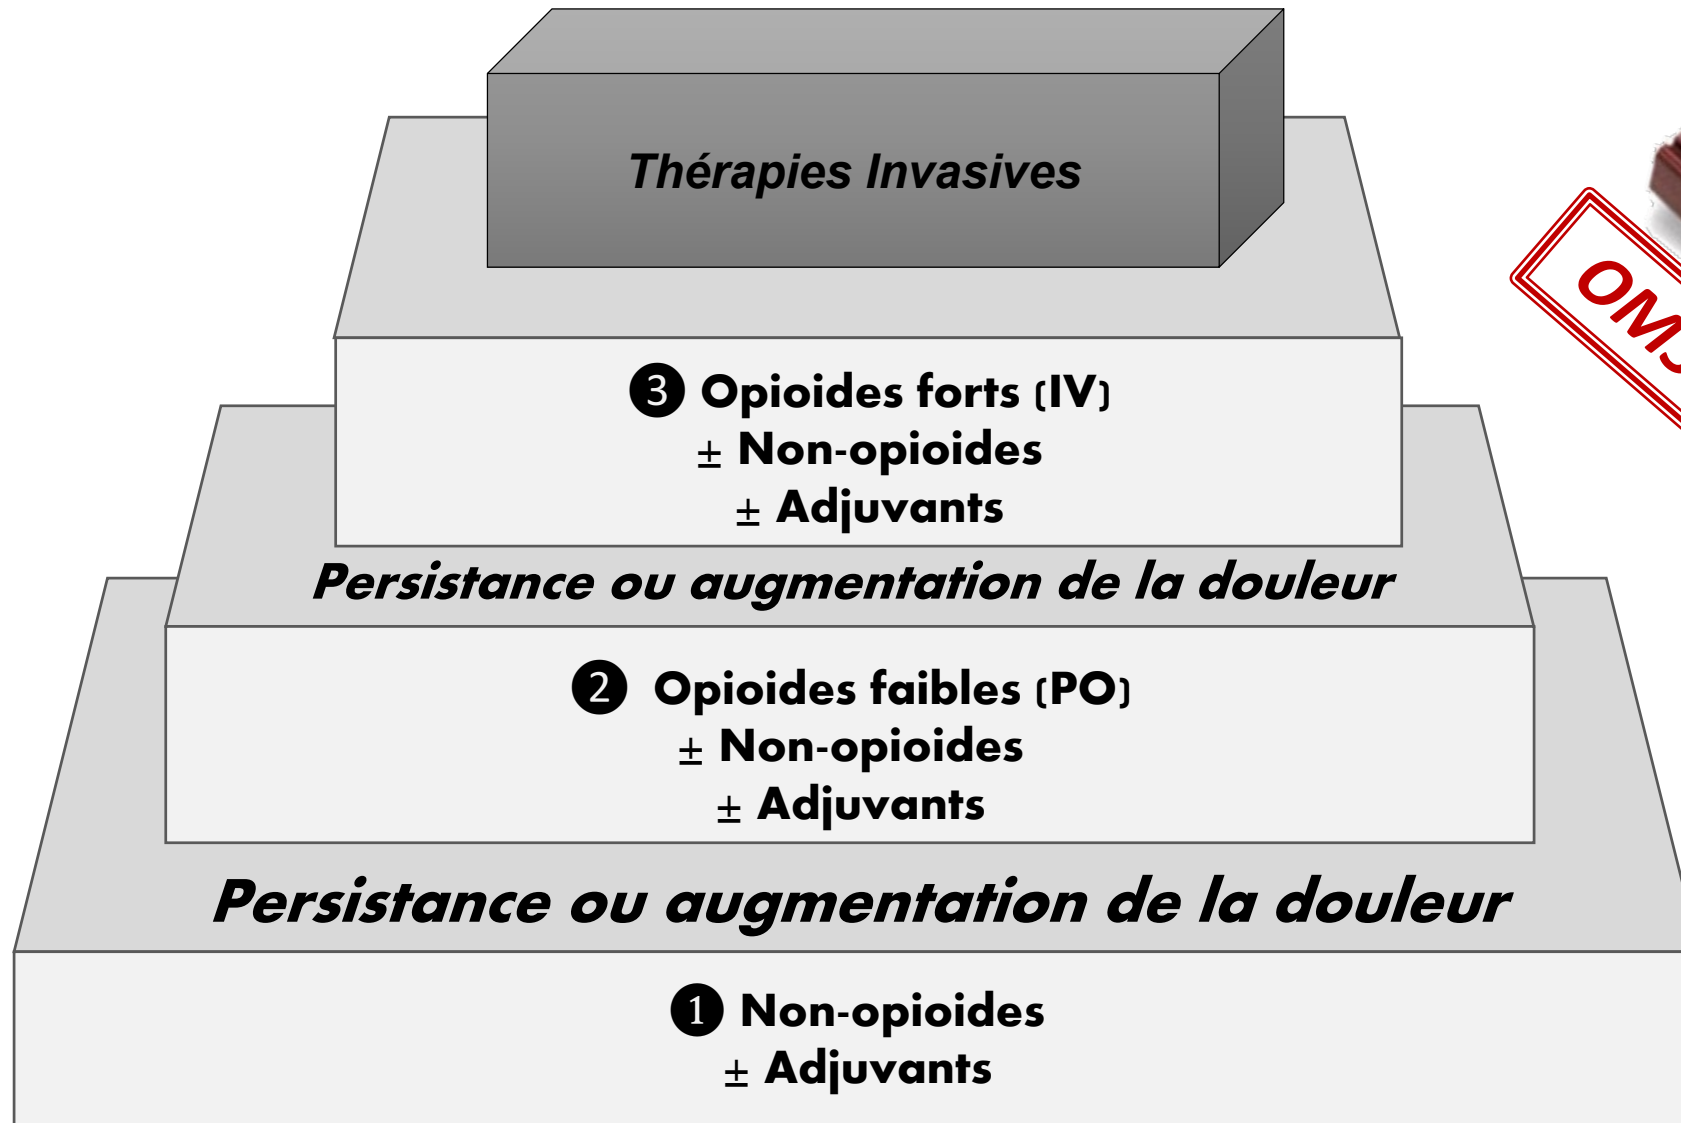 Thérapies Invasives
OMS
❸ Opioides forts (IV)
± Non-opioides
± Adjuvants
Persistance ou augmentation de la douleur
❷ Opioides faibles (PO)
± Non-opioides
± Adjuvants
Persistance ou augmentation de la douleur
❶ Non-opioides
± Adjuvants